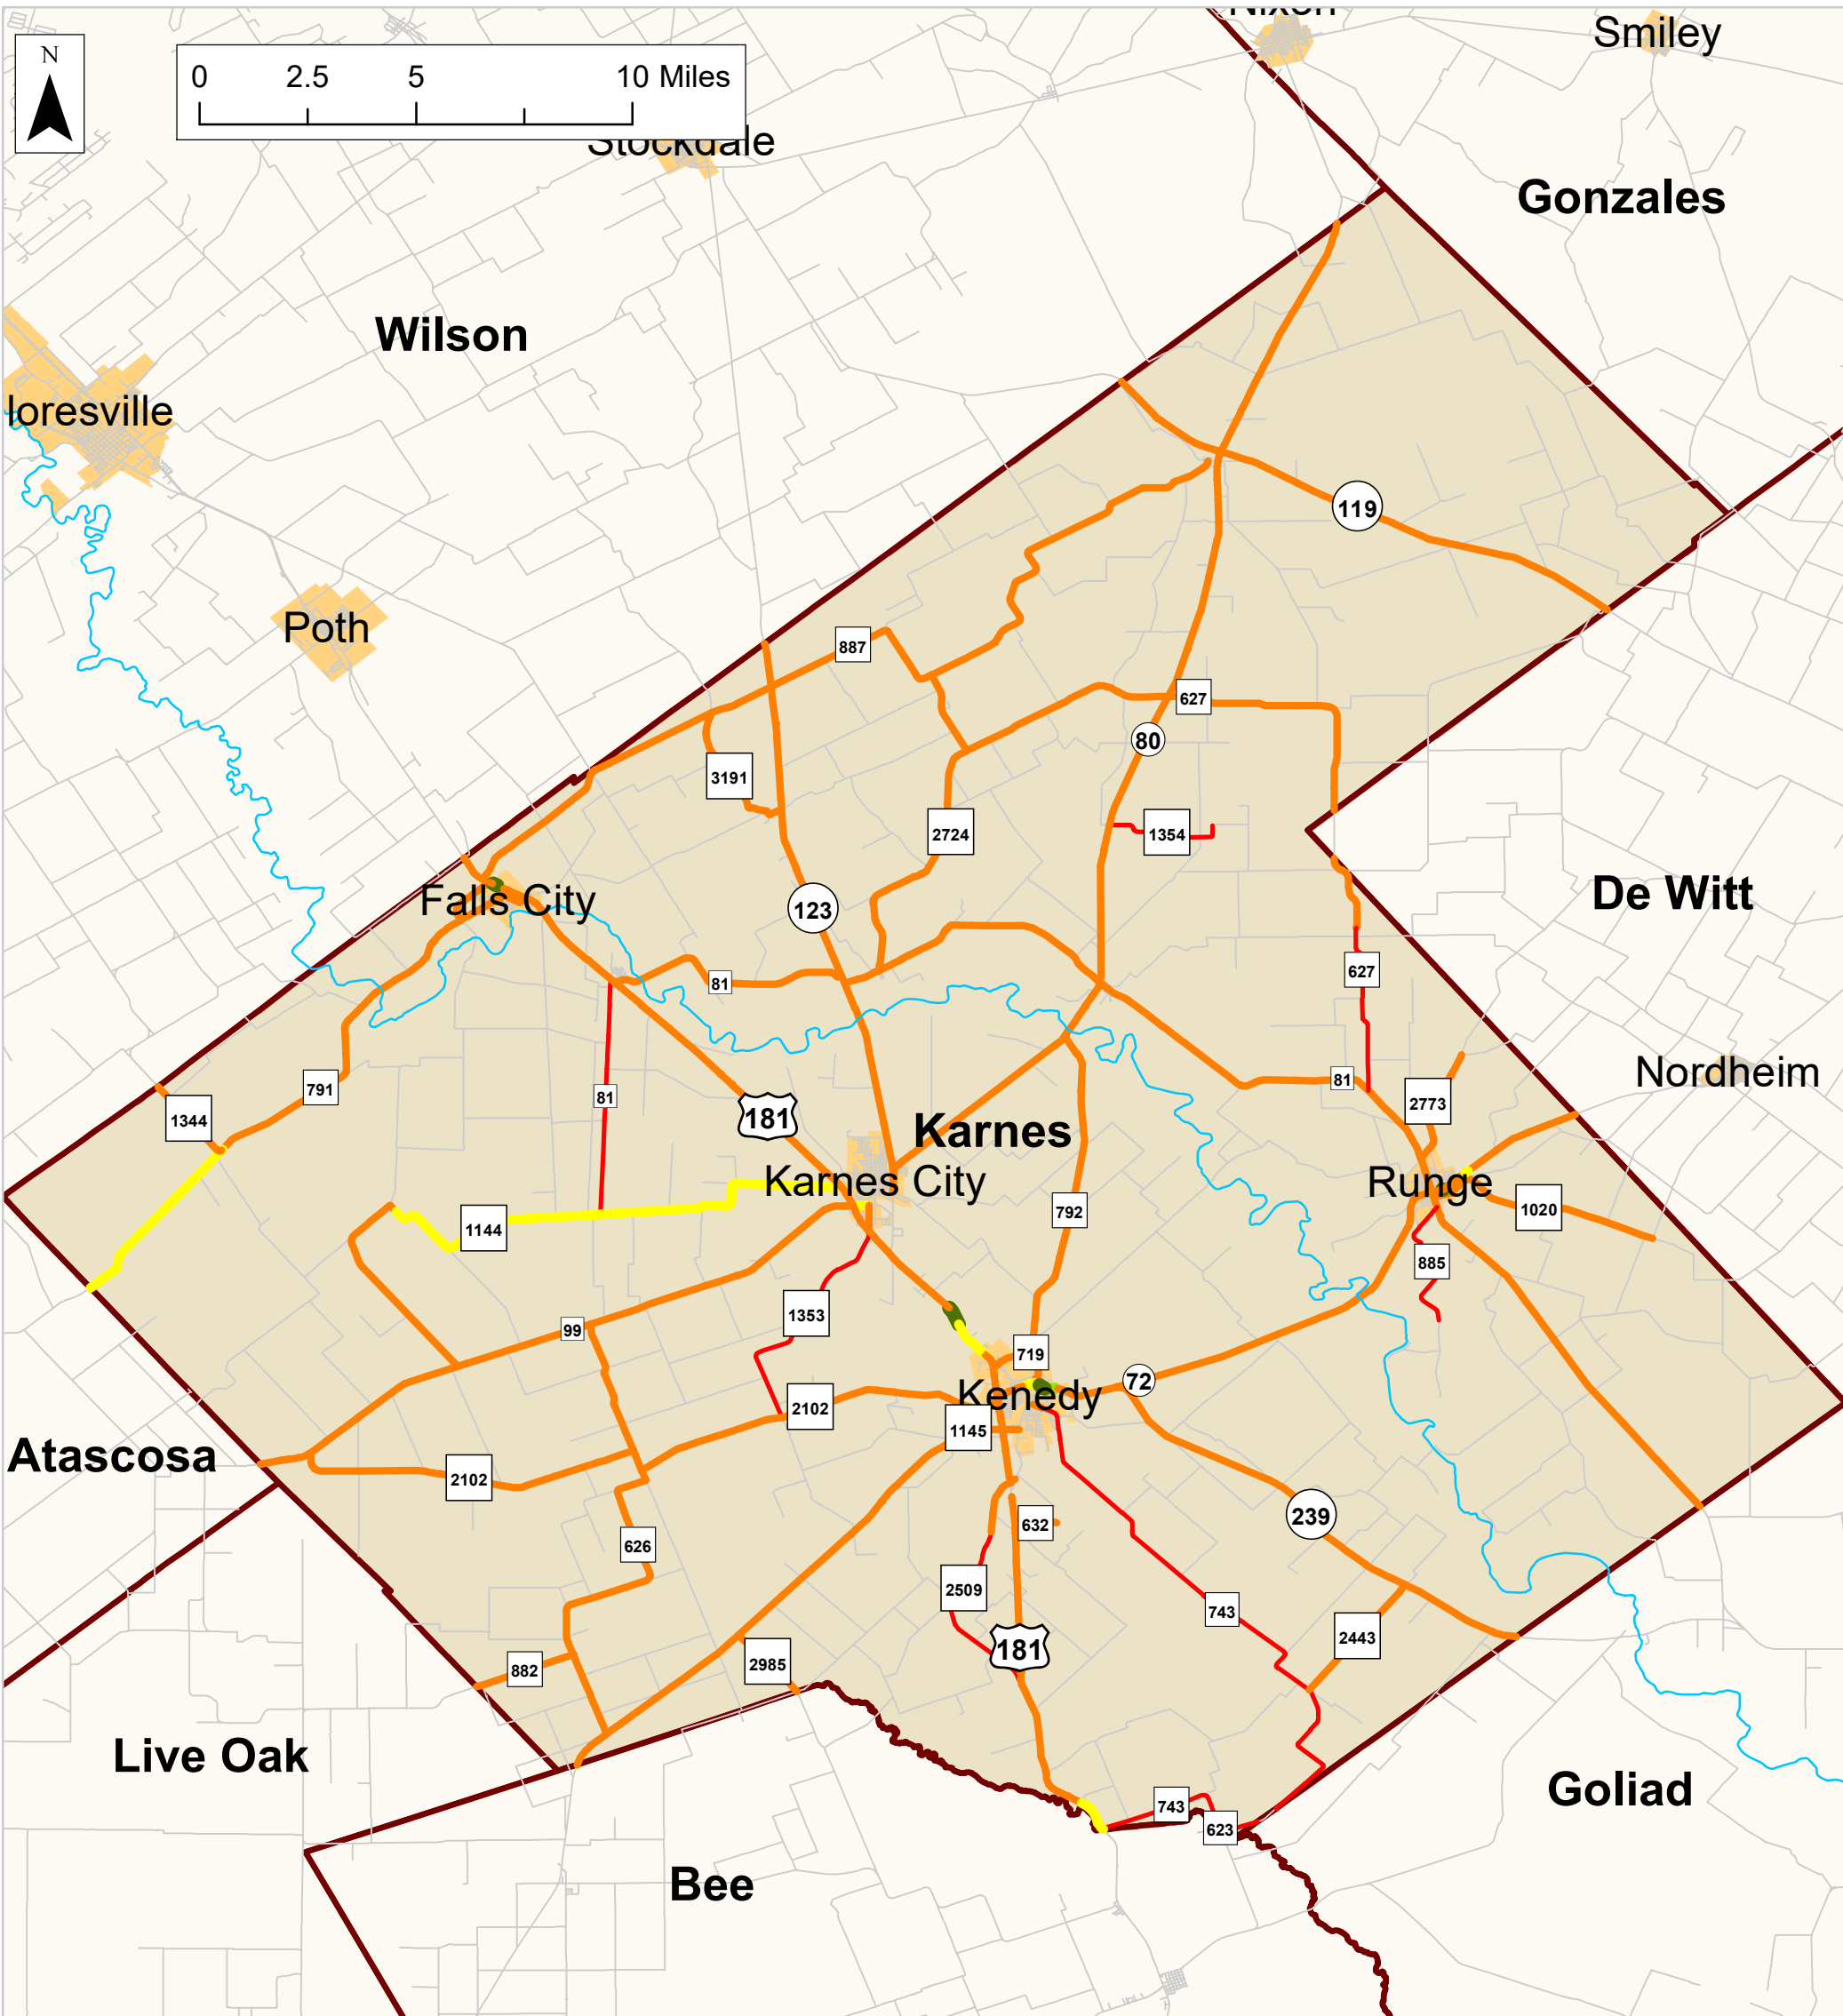 Nixon
Smiley
N
0 2.5 5 10 Miles
Stockdale
Gonzales
Wilson
loresville
119
Poth
887
627
80
3191
2724
1354
De Witt
Falls City
123
627
81
Nordheim
81
2773
791
81
1344
181
Karnes
Karnes City
Runge
792
1020
1144
885
1353
99
719
72
Kenedy
2102
1145
Atascosa
2102
239
632
626
2509
743
2443
181
2985
882
Live Oak
Goliad
743
623
Bee